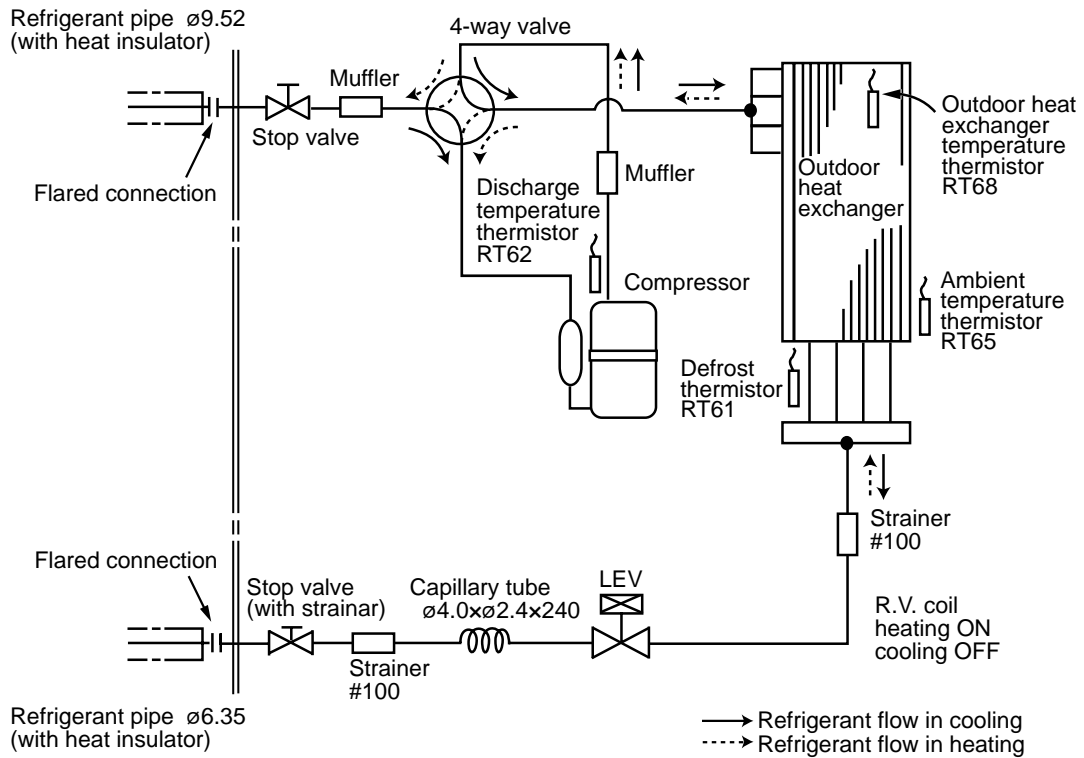 Refrigerant pipe ø9.52
(with heat insulator)
4-way valve
Muffler
Stop valve
Flared connection
Outdoor heat
exchanger
temperature
thermistor
RT68
Outdoor
heat
exchanger
Muffler
Discharge
temperature
thermistor
RT62
Compressor
Ambient
temperature
thermistor
RT65
Defrost
thermistor
RT61
Strainer
#100
Flared connection
Stop valve
(with strainar)
Capillary tube
ø4.0×ø2.4×240
LEV
R.V. coil
heating ON
cooling OFF
Strainer
#100
Refrigerant pipe ø6.35
(with heat insulator)
Refrigerant flow in cooling
Refrigerant flow in heating